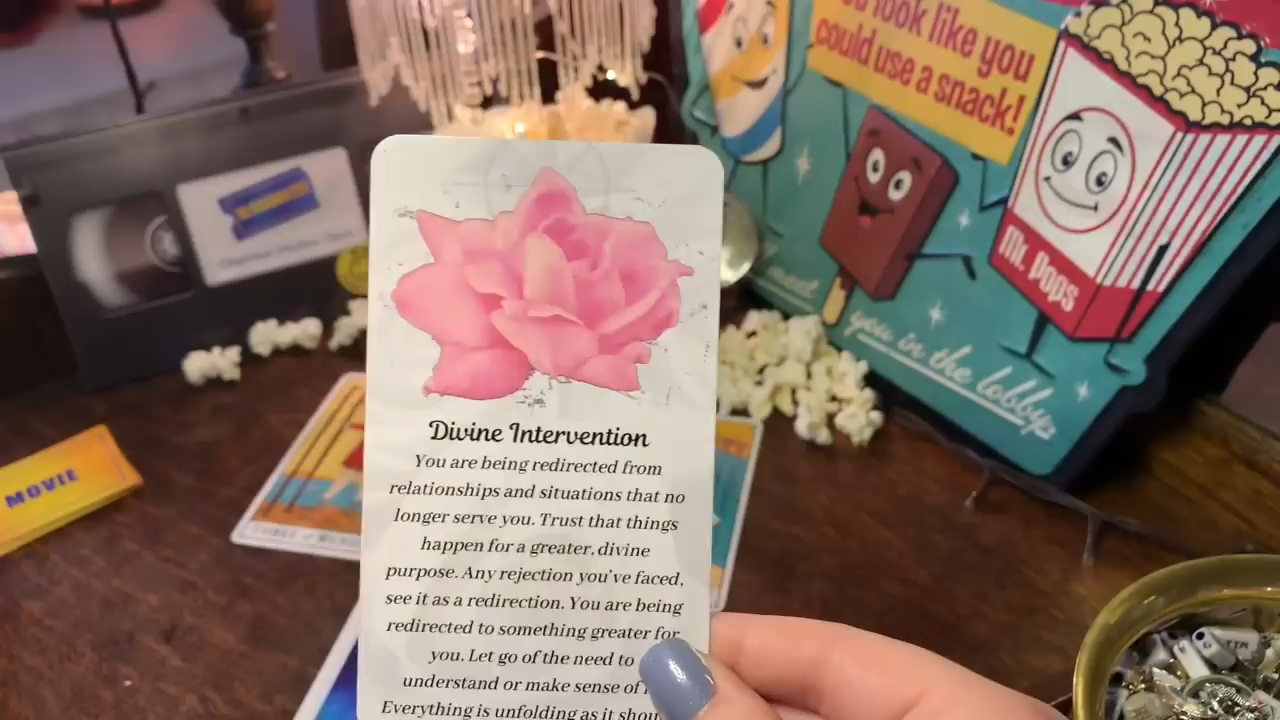 look like you
could use a snack!
Mr. Pops
meet
you in the lobby
MOVIE
Divine Intervention
You are being redirected from
relationships and situations that no
longer serve you. Trust that things
happen for a greater, divine
purpose. Any rejection you've faced,
see it as a redirection. You are being
redirected to something greater for
you. Let go of the need to
understand or make sense of
Everything is unfolding as it